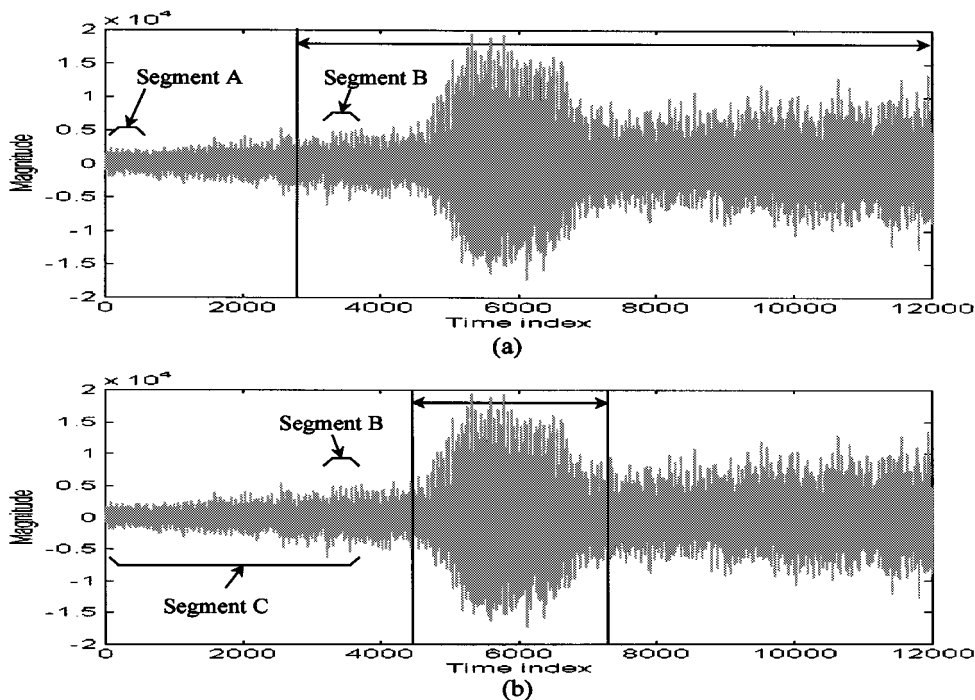 2 × 10⁴
1.5
1
0.5
0
-0.5
-1
-1.5
-2
Magnitude
Segment A
Segment B
0 2000 4000 6000 8000 10000 12000
Time index
(a)
2 × 10⁴
1.5
1
0.5
0
-0.5
-1
-1.5
-2
Magnitude
Segment B
Segment C
0 2000 4000 6000 8000 10000 12000
Time index
(b)